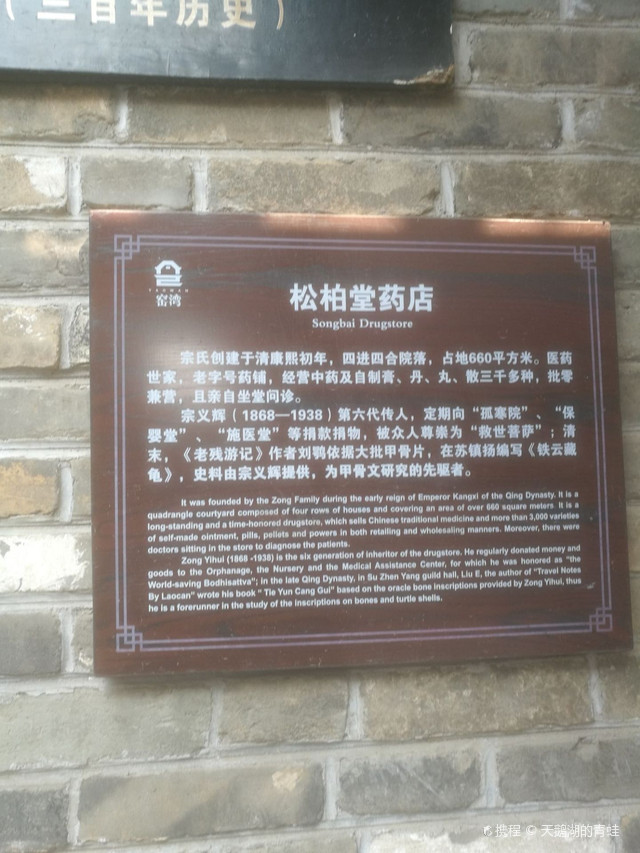 (三百年历史)
窑湾
松柏堂药店
Songbai Drugstore
宗氏创建于清康熙初年，四进四合院落，占地660平方米。医药
世家，老字号药铺，经营中药及自制膏、丹、丸、散三千多种，批零
兼营，且亲自坐堂问诊。
宗义辉（1868—1938）第六代传人，定期向“孤寒院”、“保
婴堂”、“施医堂”等捐款捐物，被众人尊崇为“救世菩萨”；清
末，《老残游记》作者刘鹗依据大批甲骨片，在苏镇扬编写《铁云藏
龟》，史料由宗义辉提供，为甲骨文研究的先驱者。
It was founded by the Zong Family during the early reign of Emperor Kangxi of the Qing Dynasty. It is a
quadrangle courtyard composed of four rows of houses and covering an area of over 660 square meters. It is a
long-standing and a time-honored drugstore, which sells Chinese traditional medicine and more than 3,000 varieties
of self-made ointment, pills, pellets and powers in both retailing and wholesaling manners. Moreover, there were
doctors sitting in the store to diagnose the patients.
Zong Yihui (1868 -1938) is the six generation of inheritor of the drugstore. He regularly donated money and
goods to the Orphanage, the Nursery and the Medical Assistance Center, for which he was honored as "the
World-saving Bodhisattva"; in the late Qing Dynasty, in Su Zhen Yang guild hall, Liu E, the author of "Travel Notes
By Laocan" wrote his book " Tie Yun Cang Gui" based on the oracle bone inscriptions provided by Zong Yihui, thus
he is a forerunner in the study of the inscriptions on bones and turtle shells.
携程 © 天鹅湖的青蛙